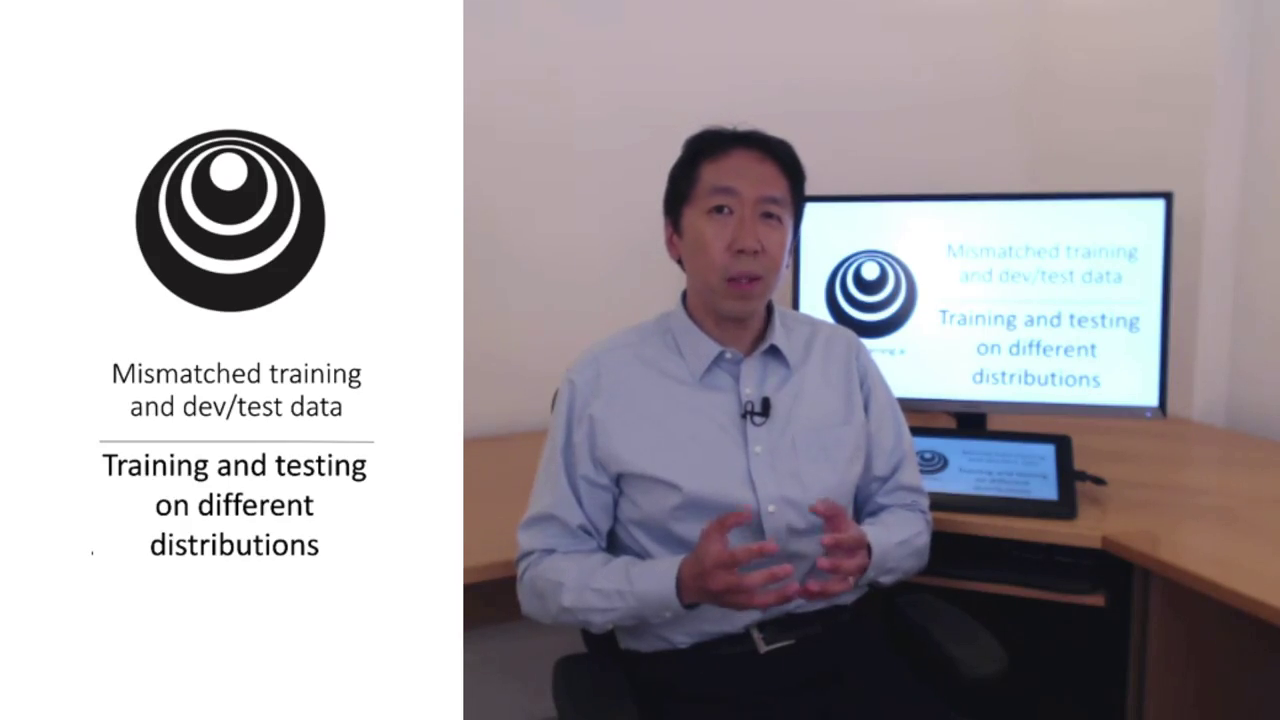 Mismatched training
and dev/test data
Training and testing
on different
distributions
Mismatched training
and dev/test data
Training and testing
on different
distributions